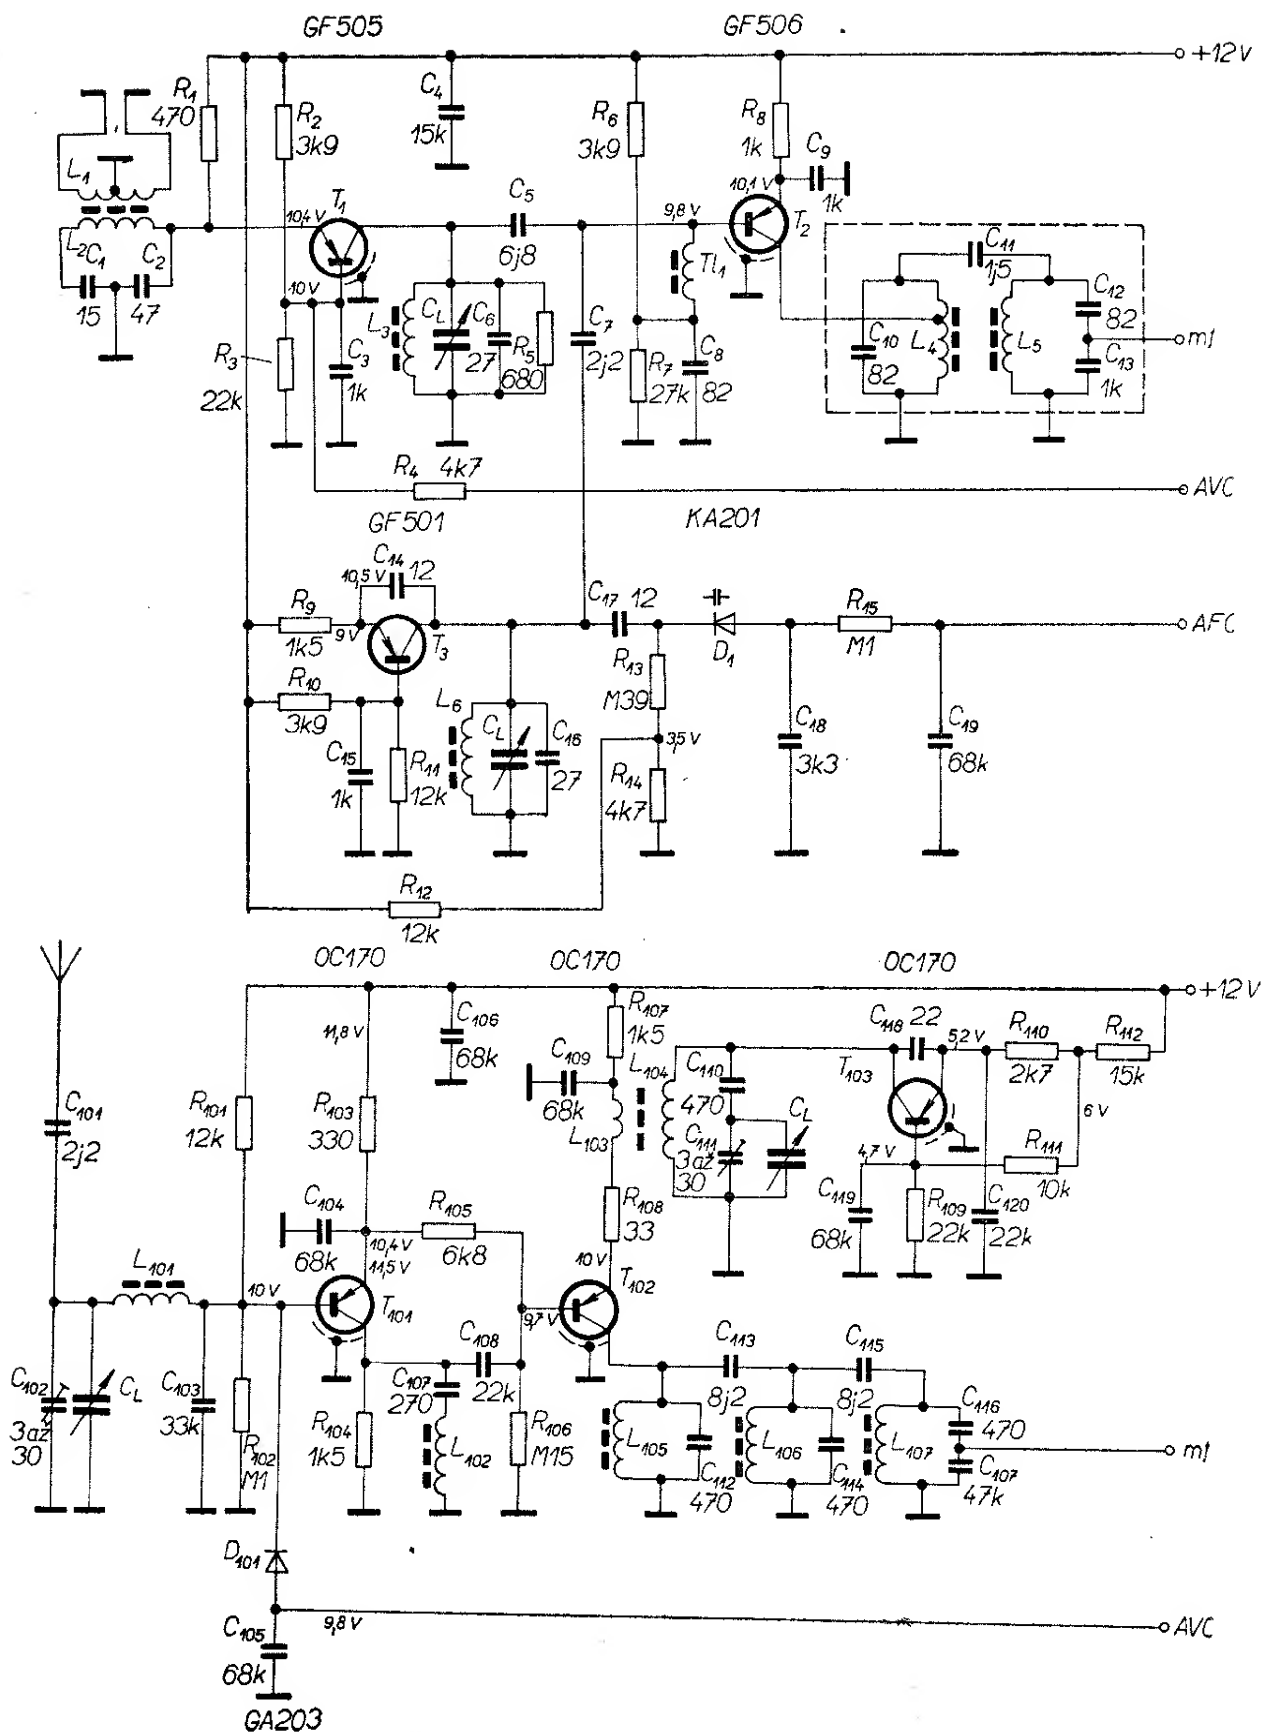 GF505
GF506
+12V
R1
470
R2
3k9
C4
15k
R6
3k9
R8
1k
C9
1k
10,1 V
L1
L2
C1
15
C2
47
10,4 V
T1
C5
6j8
9,8 V
T2
Tl1
10 V
R3
22k
C3
1k
L3
CL
C6
27
R5
680
C7
2j2
R7
27k
C8
82
C11
1j5
C10
82
L4
L5
C12
82
C13
1k
mf
R4
4k7
AVC
GF501
KA201
C14
12
10,5 V
R9
1k5
9V
T3
C17
12
D1
R15
M1
AFC
R10
3k9
C15
1k
R11
12k
L6
CL
C16
27
R13
M39
3,5 V
R14
4k7
C18
3k3
C19
68k
R12
12k
OC170
OC170
OC170
+12V
11,8 V
C106
68k
R107
1k5
C109
68k
L104
L103
C118
22
5,2 V
R110
2k7
R112
15k
T103
6 V
C110
470
C111
3až
30
CL
4,7 V
R111
10k
C119
68k
R109
22k
C120
22k
C101
2j2
R101
12k
R103
330
C104
68k
10,4 V
11,5 V
R105
6k8
R108
33
10 V
T102
L101
10 V
T101
9,7 V
C102
3až
30
CL
C103
33k
R102
M1
R104
1k5
C107
270
C108
22k
L102
R106
M15
C113
8j2
C115
8j2
L105
C112
470
L106
C114
470
L107
C116
470
C107
47k
mf
D101
9,8 V
AVC
C105
68k
GA203